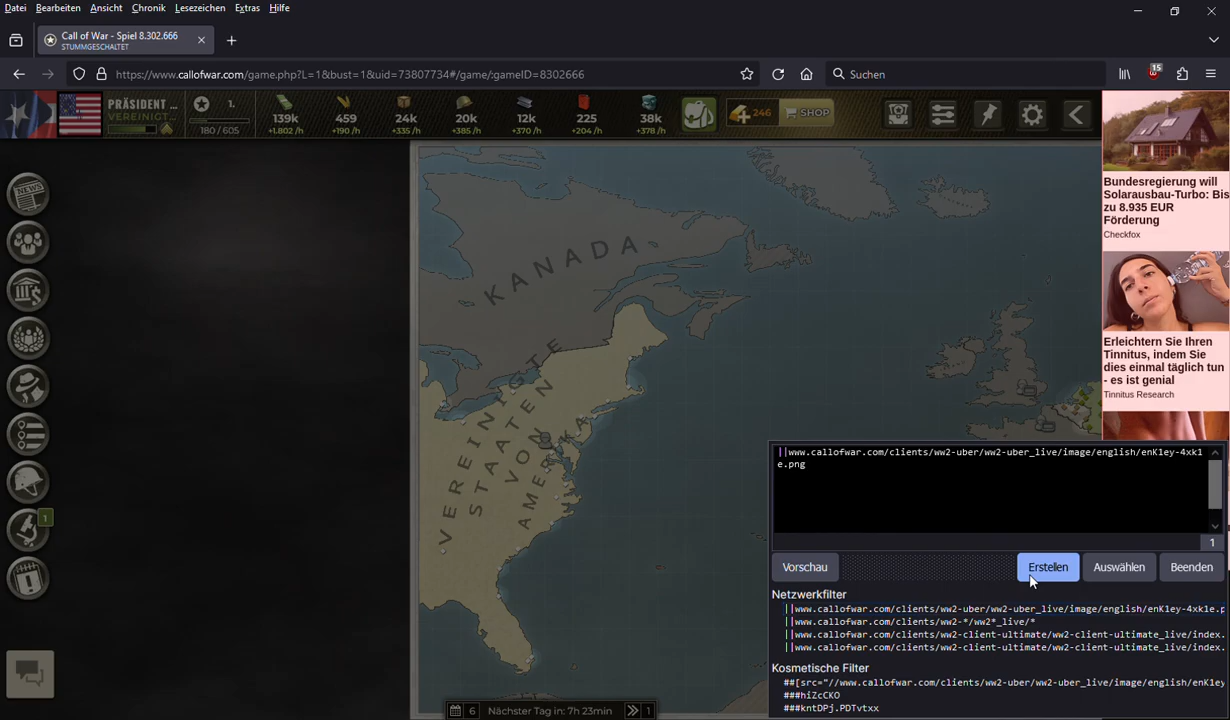 Datei Bearbeiten Ansicht Chronik Lesezeichen Extras Hilfe
Call of War - Spiel 8.302.666
STUMMGESCHALTET
https://www.callofwar.com/game.php?L=1&bust=1&uid=73807734#/game/:gameID=8302666
Suchen
15
PRÄSIDENT ...
VEREINIGT...
1.
180 / 605
139k
+1.802 /h
459
+190 /h
24k
+335 /h
20k
+385 /h
12k
+370 /h
225
+204 /h
38k
+378 /h
246
SHOP
NEWS
KANADA
VEREINIGTE
STAATEN
VON
AMERIKA
1
6 Nächster Tag in: 7h 23min 1
Bundesregierung will
Solarausbau-Turbo: Bis
zu 8.935 EUR
Förderung
Checkfox
Erleichtern Sie Ihren
Tinnitus, indem Sie
dies einmal täglich tun
- es ist genial
Tinnitus Research
||www.callofwar.com/clients/ww2-uber/ww2-uber_live/image/english/enK1ey-4xk1
e.png
1
Vorschau Erstellen Auswählen Beenden
Netzwerkfilter
||www.callofwar.com/clients/ww2-uber/ww2-uber_live/image/english/enK1ey-4xk1e.p
||www.callofwar.com/clients/ww2-*/ww2*_live/*
||www.callofwar.com/clients/ww2-client-ultimate/ww2-client-ultimate_live/index.
||www.callofwar.com/clients/ww2-client-ultimate/ww2-client-ultimate_live/index.
Kosmetische Filter
##[src="//www.callofwar.com/clients/ww2-uber/ww2-uber_live/image/english/enK1ey
###hiZcCKO
###kntDPj.PDTvtxx